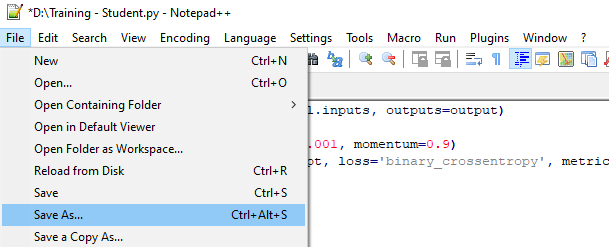 *D:\Training - Student.py - Notepad++
File Edit Search View Encoding Language Settings Tools Macro Run Plugins Window ?
New Ctrl+N
Open... Ctrl+O
Open Containing Folder
Open in Default Viewer
Open Folder as Workspace...
Reload from Disk Ctrl+R
Save Ctrl+S
Save As... Ctrl+Alt+S
Save a Copy As...
l.inputs, outputs=output)
.001, momentum=0.9)
pt, loss='binary_crossentropy', metric